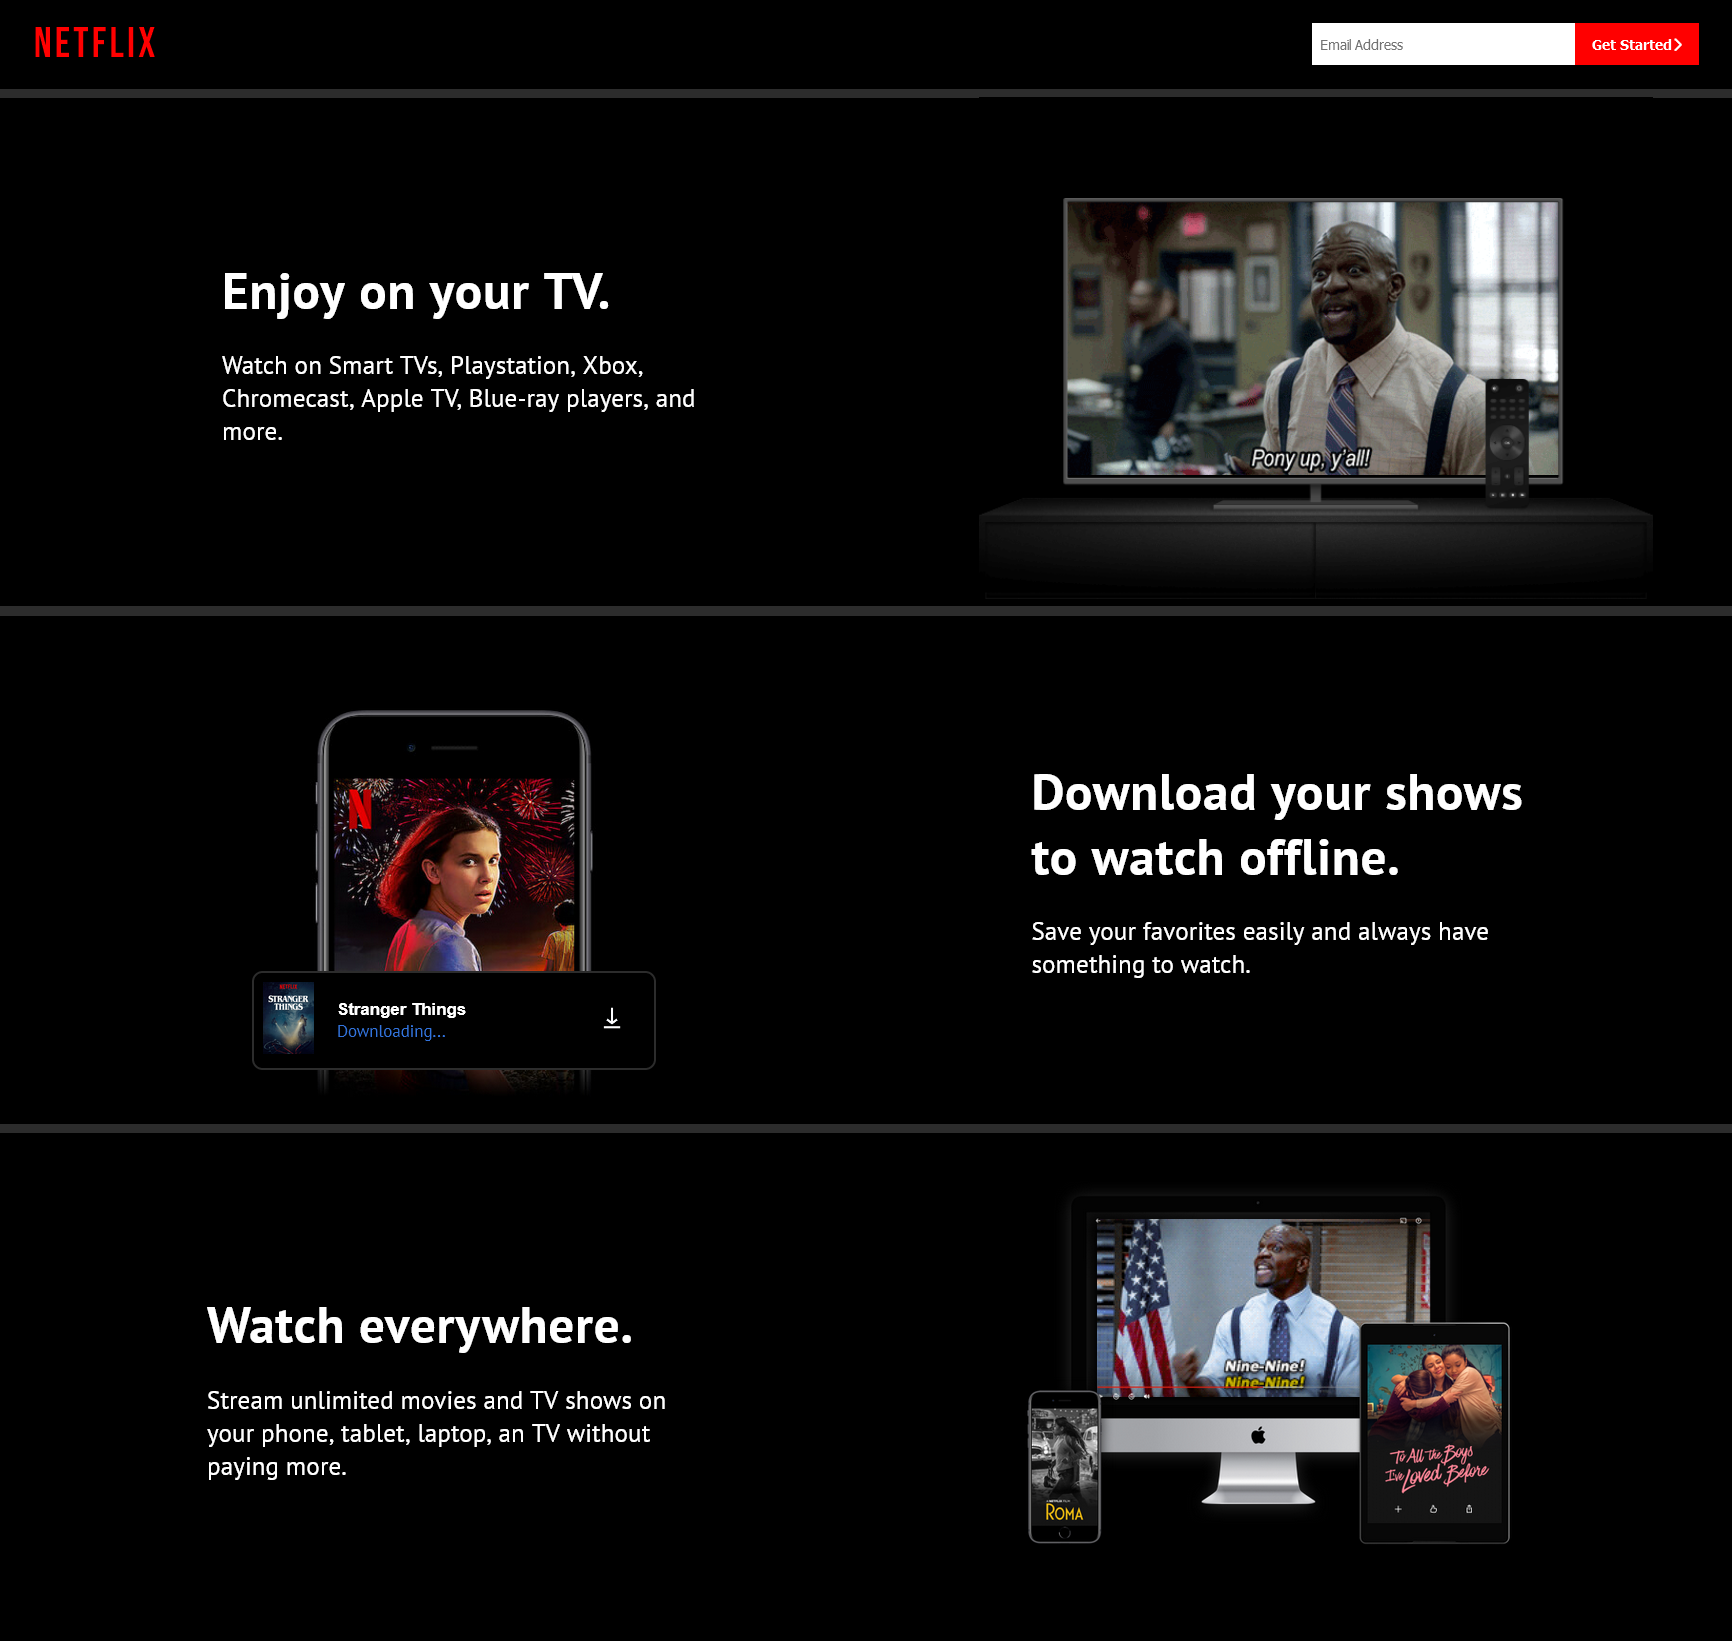 NETFLIX
Email Address
Get Started
Enjoy on your TV.
Watch on Smart TVs, Playstation, Xbox,
Chromecast, Apple TV, Blue-ray players, and
more.
Pony up, y'all!
Download your shows
to watch offline.
Save your favorites easily and always have
something to watch.
N
NETFLIX
STRANGER
THINGS
Stranger Things
Downloading...
Watch everywhere.
Stream unlimited movies and TV shows on
your phone, tablet, laptop, an TV without
paying more.
Nine-Nine!
Nine-Nine!
To All the Boys
I've Loved Before
A NETFLIX FILM
ROMA